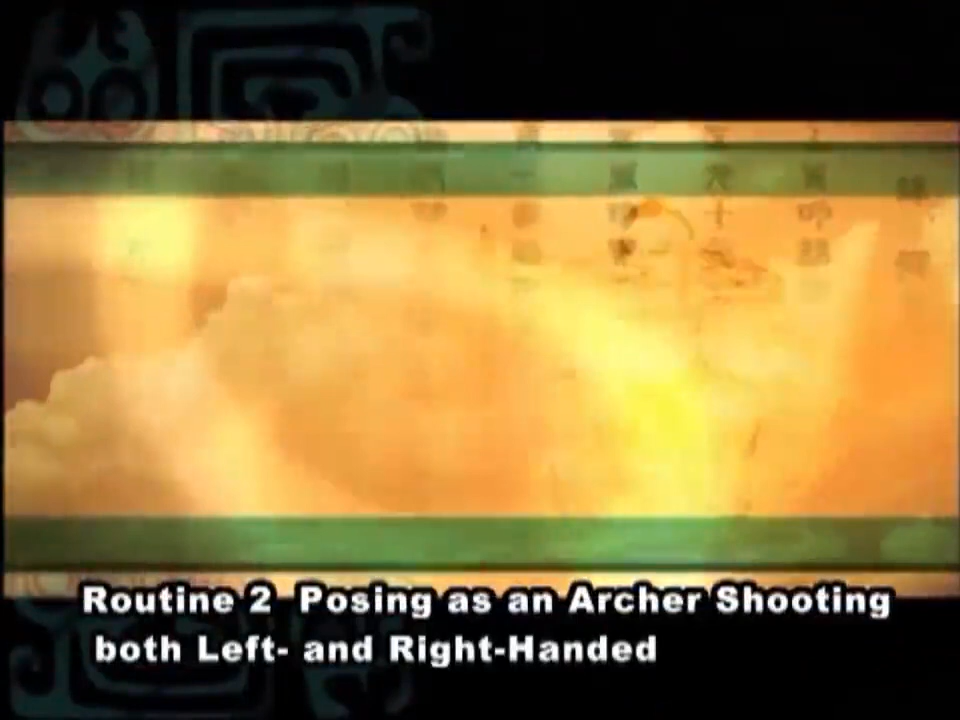 Routine 2 Posing as an Archer Shooting
both Left- and Right-Handed